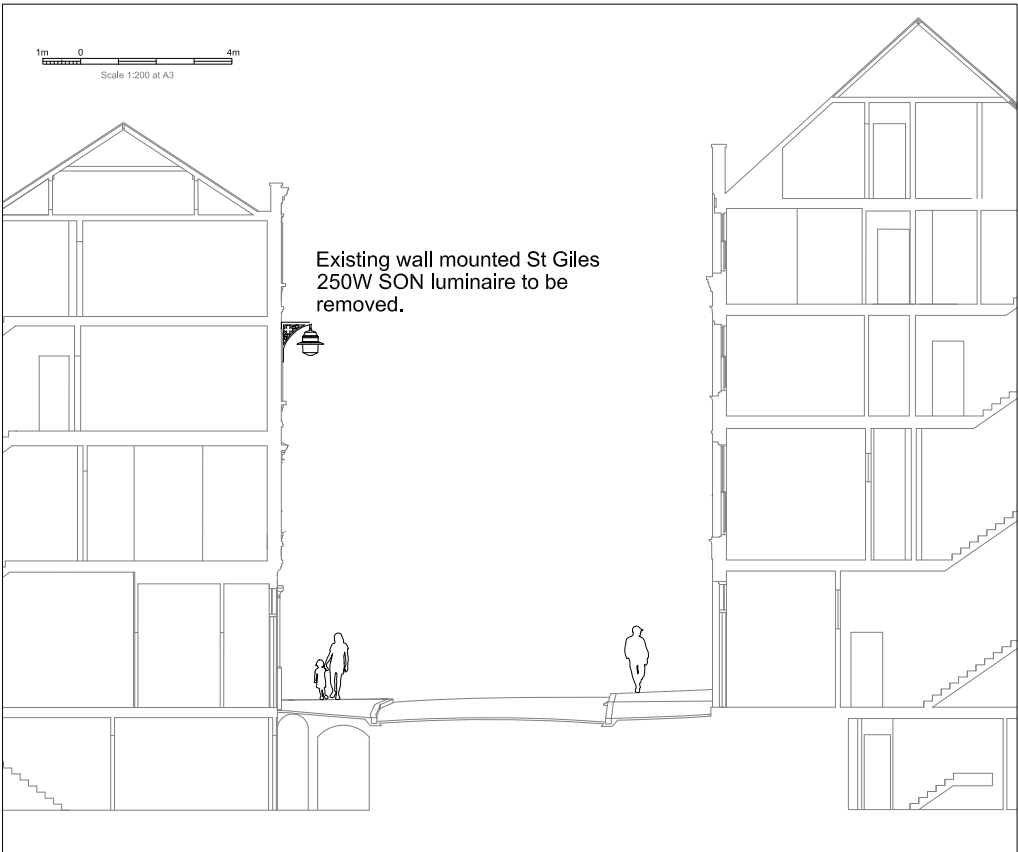 1m 0 4m
Scale 1:200 at A3
Existing wall mounted St Giles
250W SON luminaire to be
removed.